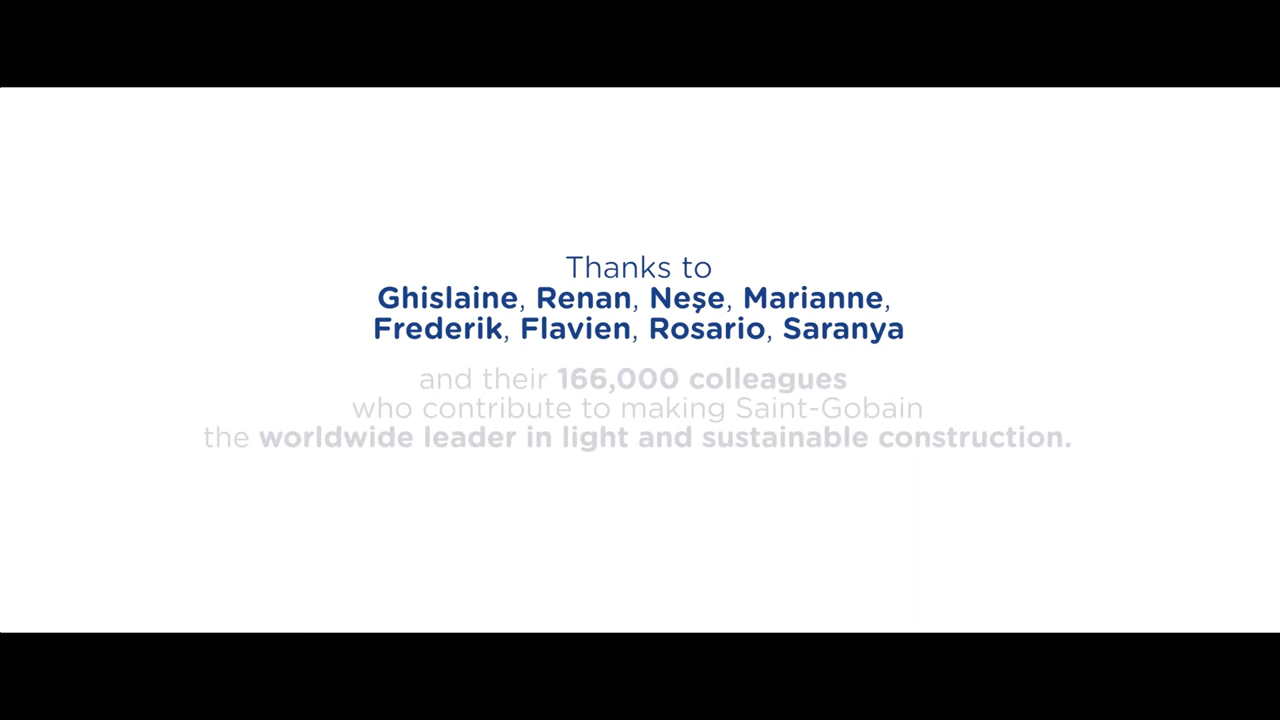 Thanks to
Ghislaine, Renan, Neşe, Marianne,
Frederik, Flavien, Rosario, Saranya
and their 166,000 colleagues
who contribute to making Saint-Gobain
the worldwide leader in light and sustainable construction.